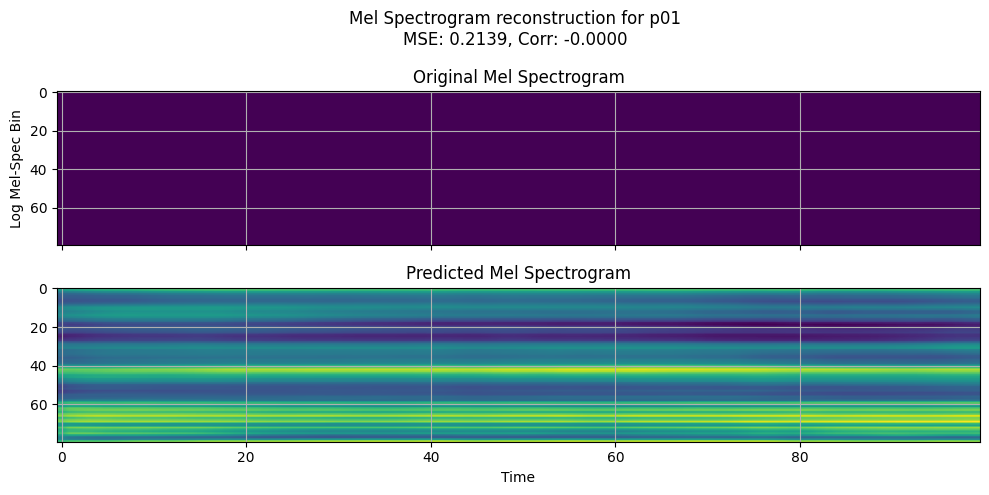 Mel Spectrogram reconstruction for p01
MSE: 0.2139, Corr: -0.0000
Original Mel Spectrogram
Log Mel-Spec Bin
0
20
40
60
Predicted Mel Spectrogram
0
20
40
60
0 20 40 60 80
Time